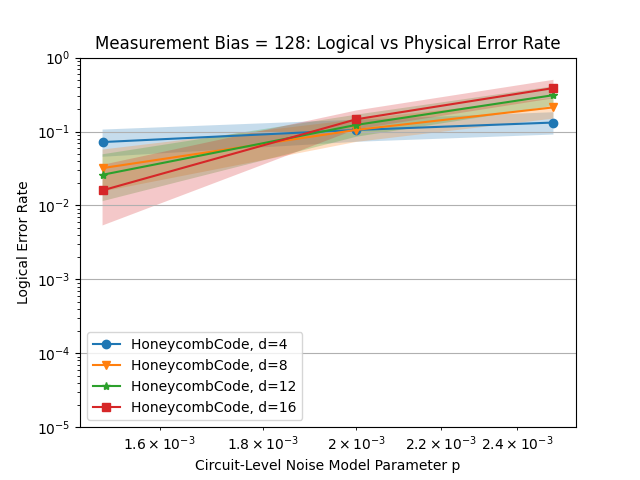 Measurement Bias = 128: Logical vs Physical Error Rate
Logical Error Rate
10⁰
10⁻¹
10⁻²
10⁻³
10⁻⁴
10⁻⁵
HoneycombCode, d=4
HoneycombCode, d=8
HoneycombCode, d=12
HoneycombCode, d=16
1.6 × 10⁻³ 1.8 × 10⁻³ 2 × 10⁻³ 2.2 × 10⁻³ 2.4 × 10⁻³
Circuit-Level Noise Model Parameter p